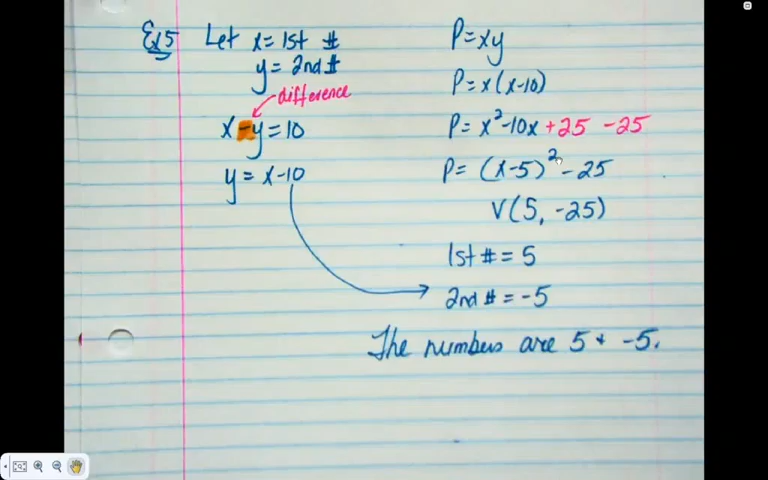 Ex5 Let x = 1st #
y = 2nd #
difference
x - y = 10
y = x - 10
P = xy
P = x(x-10)
P = x² - 10x + 25 - 25
P = (x-5)² - 25
V(5, -25)
1st # = 5
2nd # = -5
The numbers are 5 + -5.